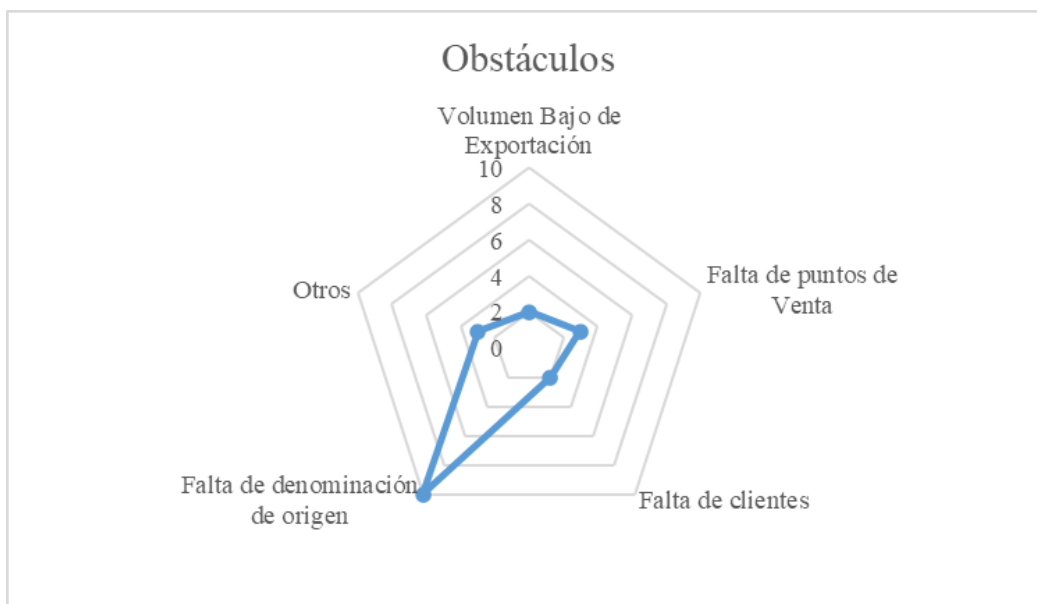 Obstáculos
Volumen Bajo de
Exportación
10
8
6
4
2
0
Falta de puntos de
Venta
Falta de clientes
Falta de denominación
de origen
Otros